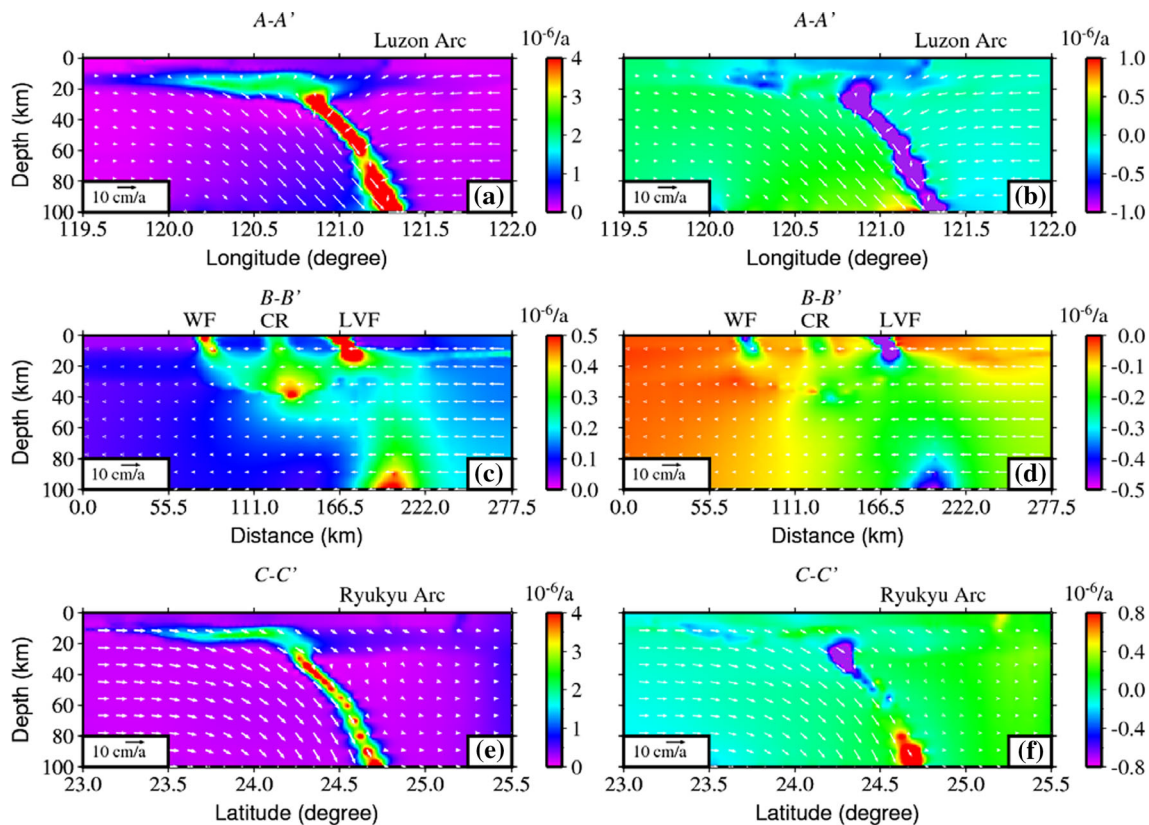 A-A'
Luzon Arc
10-6/a
Depth (km)
0
20
40
60
80
100
10 cm/a
(a)
4
3
2
1
0
119.5 120.0 120.5 121.0 121.5 122.0
Longitude (degree)
A-A'
Luzon Arc
10-6/a
10 cm/a
(b)
1.0
0.5
0.0
-0.5
-1.0
119.5 120.0 120.5 121.0 121.5 122.0
Longitude (degree)
B-B'
WF CR LVF
10-6/a
Depth (km)
0
20
40
60
80
100
10 cm/a
(c)
0.5
0.4
0.3
0.2
0.1
0.0
0.0 55.5 111.0 166.5 222.0 277.5
Distance (km)
B-B'
WF CR LVF
10-6/a
10 cm/a
(d)
0.0
-0.1
-0.2
-0.3
-0.4
-0.5
0.0 55.5 111.0 166.5 222.0 277.5
Distance (km)
C-C'
Ryukyu Arc
10-6/a
Depth (km)
0
20
40
60
80
100
10 cm/a
(e)
4
3
2
1
0
23.0 23.5 24.0 24.5 25.0 25.5
Latitude (degree)
C-C'
Ryukyu Arc
10-6/a
10 cm/a
(f)
0.8
0.4
0.0
-0.4
-0.8
23.0 23.5 24.0 24.5 25.0 25.5
Latitude (degree)